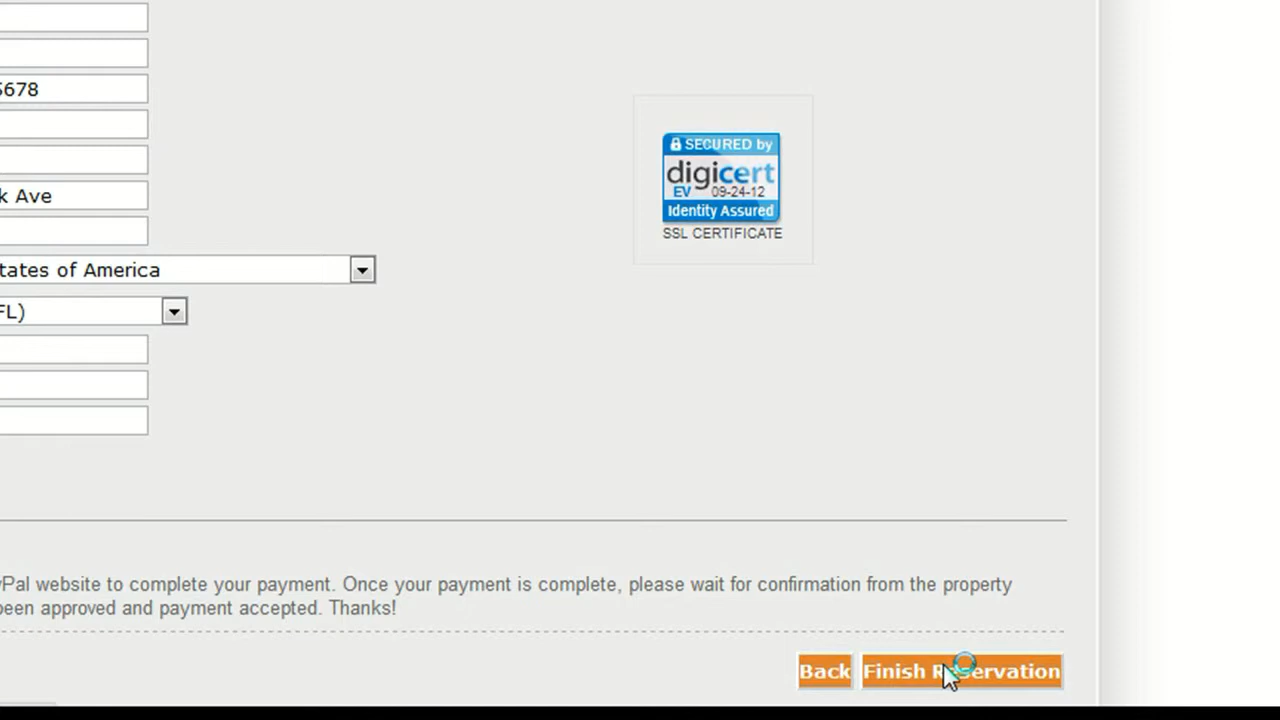 5678
SECURED by
digicert
EV 09-24-12
Identity Assured
SSL CERTIFICATE
k Ave
tates of America
FL)
Pal website to complete your payment. Once your payment is complete, please wait for confirmation from the property
been approved and payment accepted. Thanks!
Back Finish Reservation